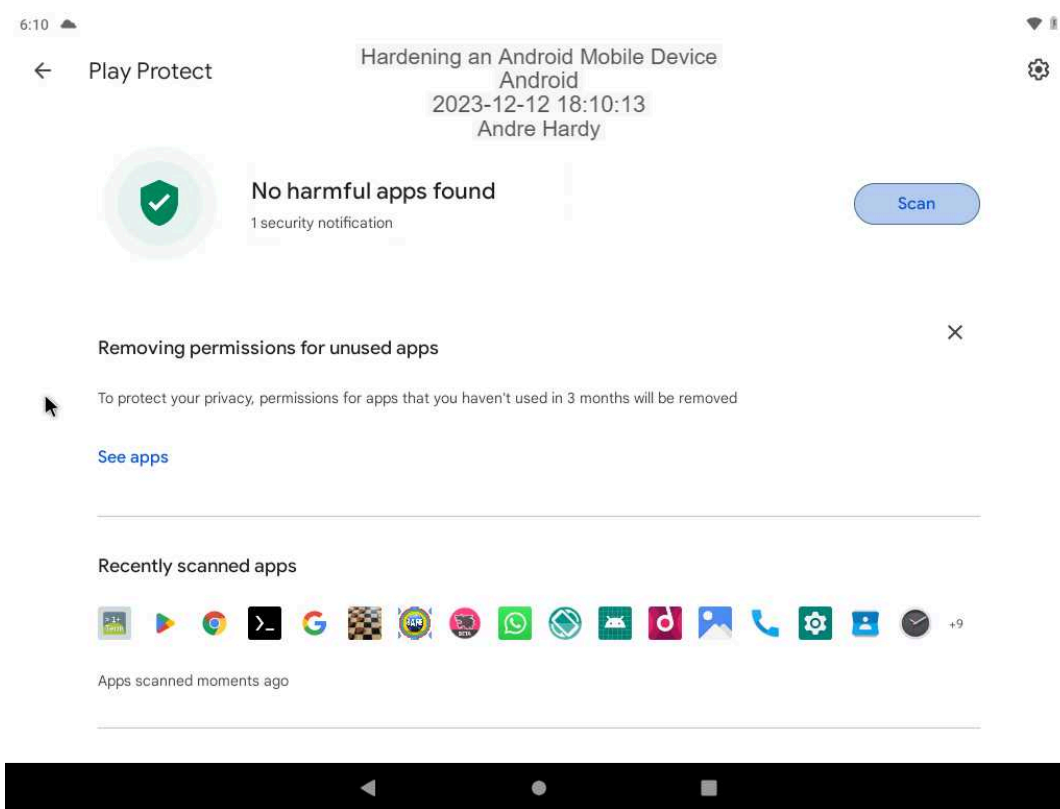 6:10
Play Protect
Hardening an Android Mobile Device
Android
2023-12-12 18:10:13
Andre Hardy
No harmful apps found
1 security notification
Scan
Removing permissions for unused apps
To protect your privacy, permissions for apps that you haven't used in 3 months will be removed
See apps
Recently scanned apps
+9
Apps scanned moments ago